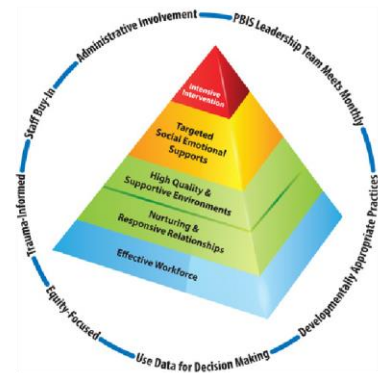 Administrative Involvement
PBIS Leadership Team Meets Monthly
Developmentally Appropriate Practices
Use Data for Decision Making
Equity-Focused
Trauma-Informed
Staff Buy-In
Intensive
Intervention
Targeted
Social Emotional
Supports
High Quality &
Supportive Environments
Nurturing &
Responsive Relationships
Effective Workforce